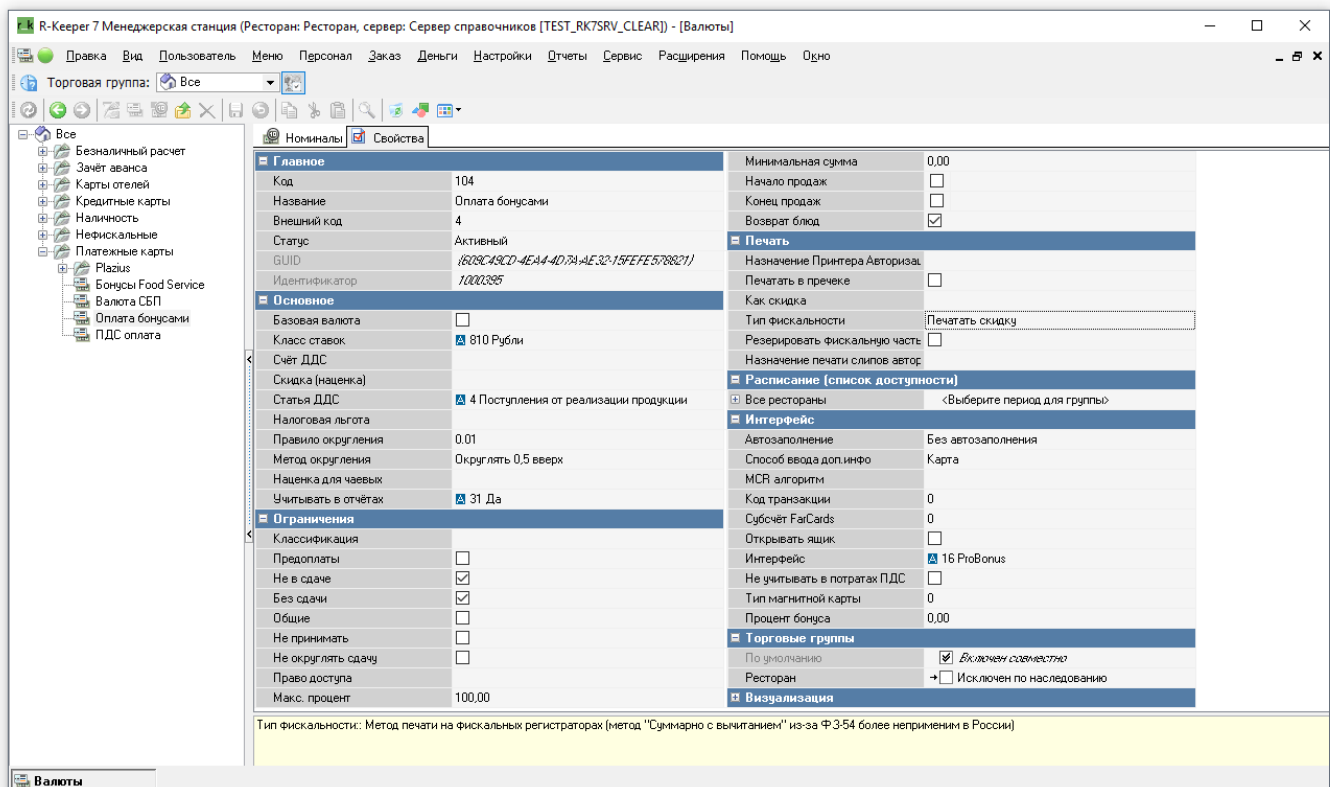 R-Keeper 7 Менеджерская станция (Ресторан: Ресторан, сервер: Сервер справочников [TEST_RK7SRV_CLEAR]) - [Валюты]
Правка Вид Пользователь Меню Персонал Заказ Деньги Настройки Отчеты Сервис Расширения Помощь Окно
Торговая группа: Все
Все
Безналичный расчет
Зачёт аванса
Карты отелей
Кредитные карты
Наличность
Нефискальные
Платежные карты
Plazius
Бонусы Food Service
Валюта СБП
Оплата бонусами
ПДС оплата
Номиналы Свойства
Главное
Код 104
Название Оплата бонусами
Внешний код 4
Статус Активный
GUID {609C49CD-4EA4-4D7A-AE32-15FEFE578821}
Идентификатор 1000395
Основное
Базовая валюта
Класс ставок 810 Рубли
Счёт ДДС
Скидка (наценка)
Статья ДДС 4 Поступления от реализации продукции
Налоговая льгота
Правило округления 0.01
Метод округления Округлять 0,5 вверх
Наценка для чаевых
Учитывать в отчётах 31 Да
Ограничения
Классификация
Предоплаты
Не в сдаче
Без сдачи
Общие
Не принимать
Не округлять сдачу
Право доступа
Макс. процент 100,00
Минимальная сумма 0,00
Начало продаж
Конец продаж
Возврат блюд
Печать
Назначение Принтера Авторизац
Печатать в пречеке
Как скидка
Тип фискальности Печатать скидку
Резерировать фискальную часть
Назначение печати слипов автор
Расписание (список доступности)
Все рестораны <Выберите период для группы>
Интерфейс
Автозаполнение Без автозаполнения
Способ ввода доп.инфо Карта
MCR алгоритм
Код транзакции 0
Субсчёт FarCards 0
Открывать ящик
Интерфейс 16 ProBonus
Не учитывать в потратах ПДС
Тип магнитной карты 0
Процент бонуса 0,00
Торговые группы
По умолчанию Включен совместно
Ресторан Исключен по наследованию
Визуализация
Тип фискальности:: Метод печати на фискальных регистраторах (метод "Суммарно с вычитанием" из-за ФЗ-54 более неприменим в России)
Валюты